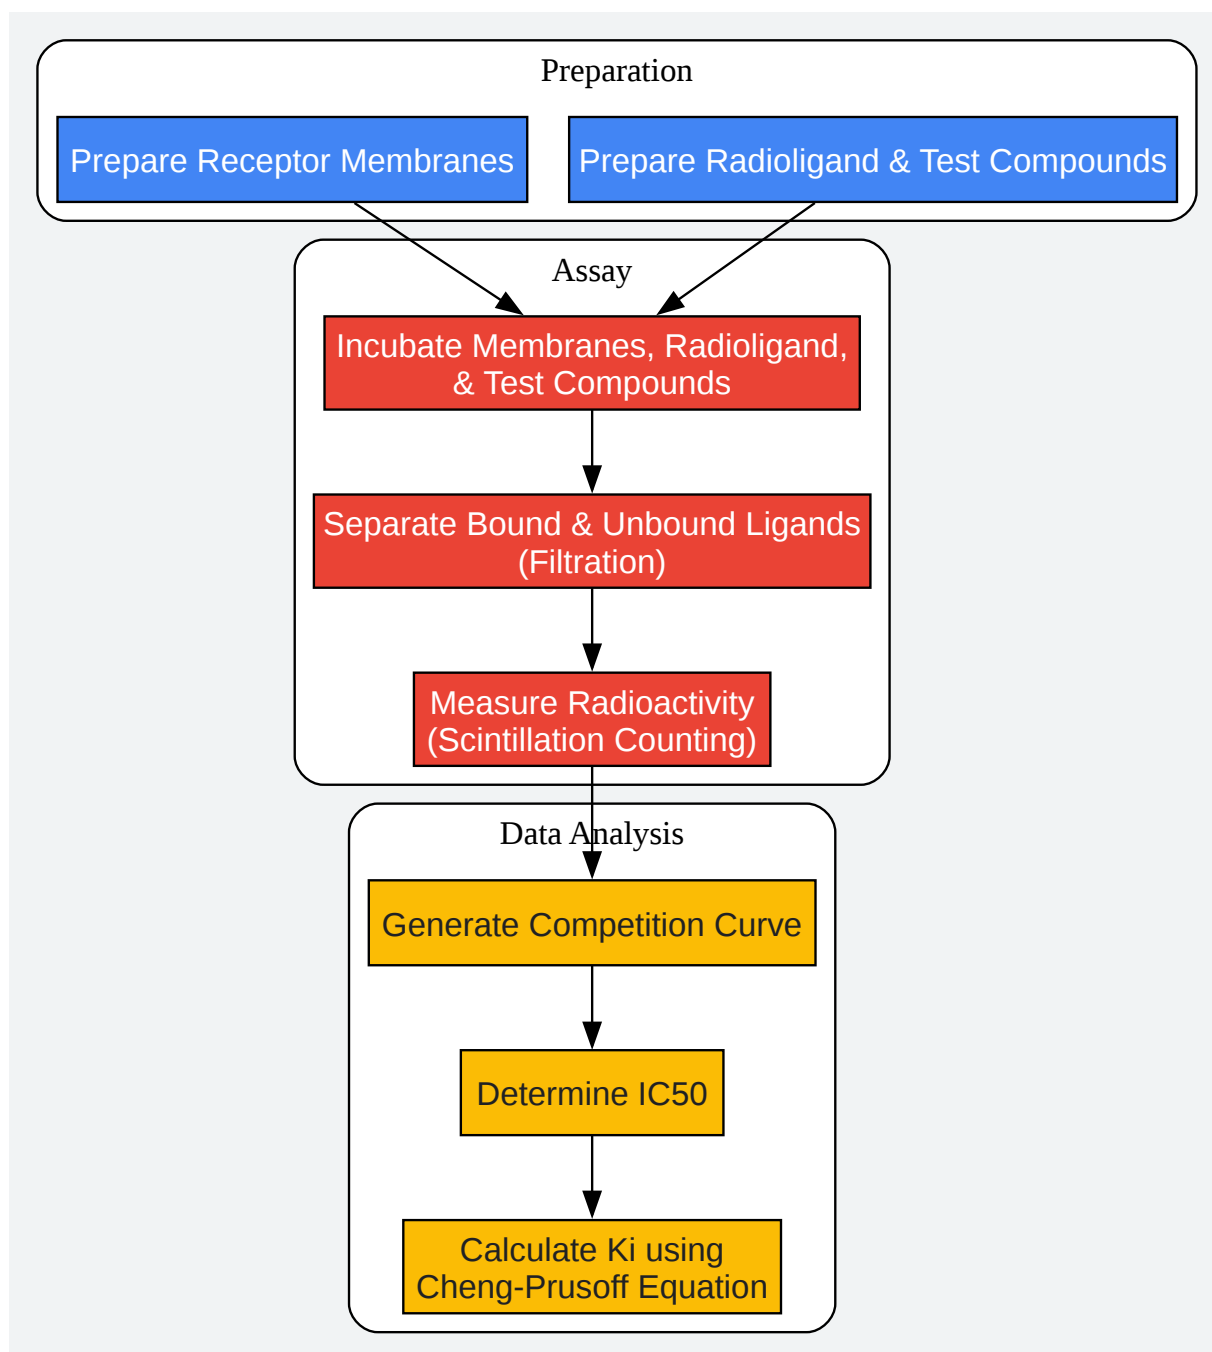 Preparation
Prepare Receptor Membranes
Prepare Radioligand & Test Compounds
Assay
Incubate Membranes, Radioligand,
& Test Compounds
Separate Bound & Unbound Ligands
(Filtration)
Measure Radioactivity
(Scintillation Counting)
Data Analysis
Generate Competition Curve
Determine IC50
Calculate Ki using
Cheng-Prusoff Equation